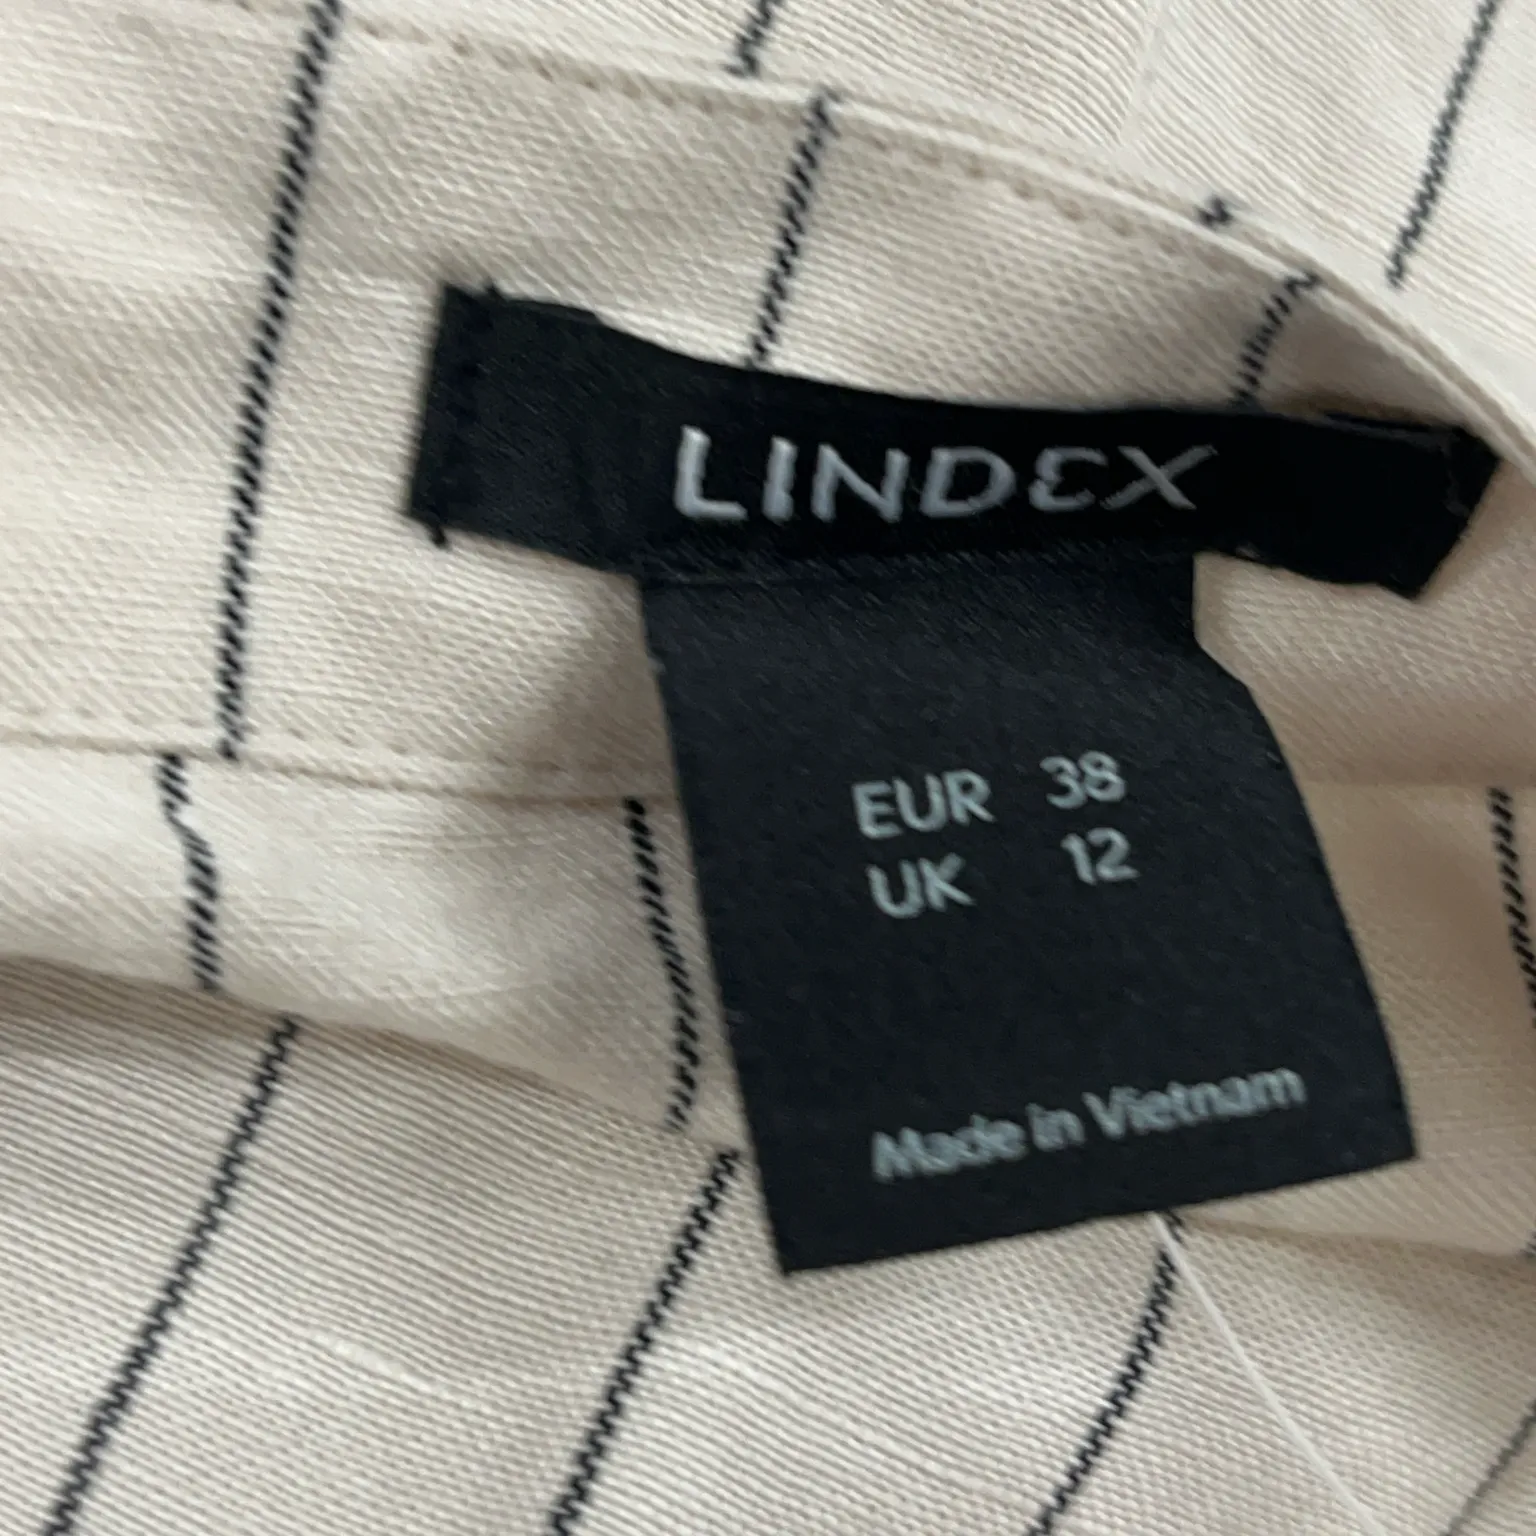 LINDEX
EUR 38
UK 12
Made in Vietnam